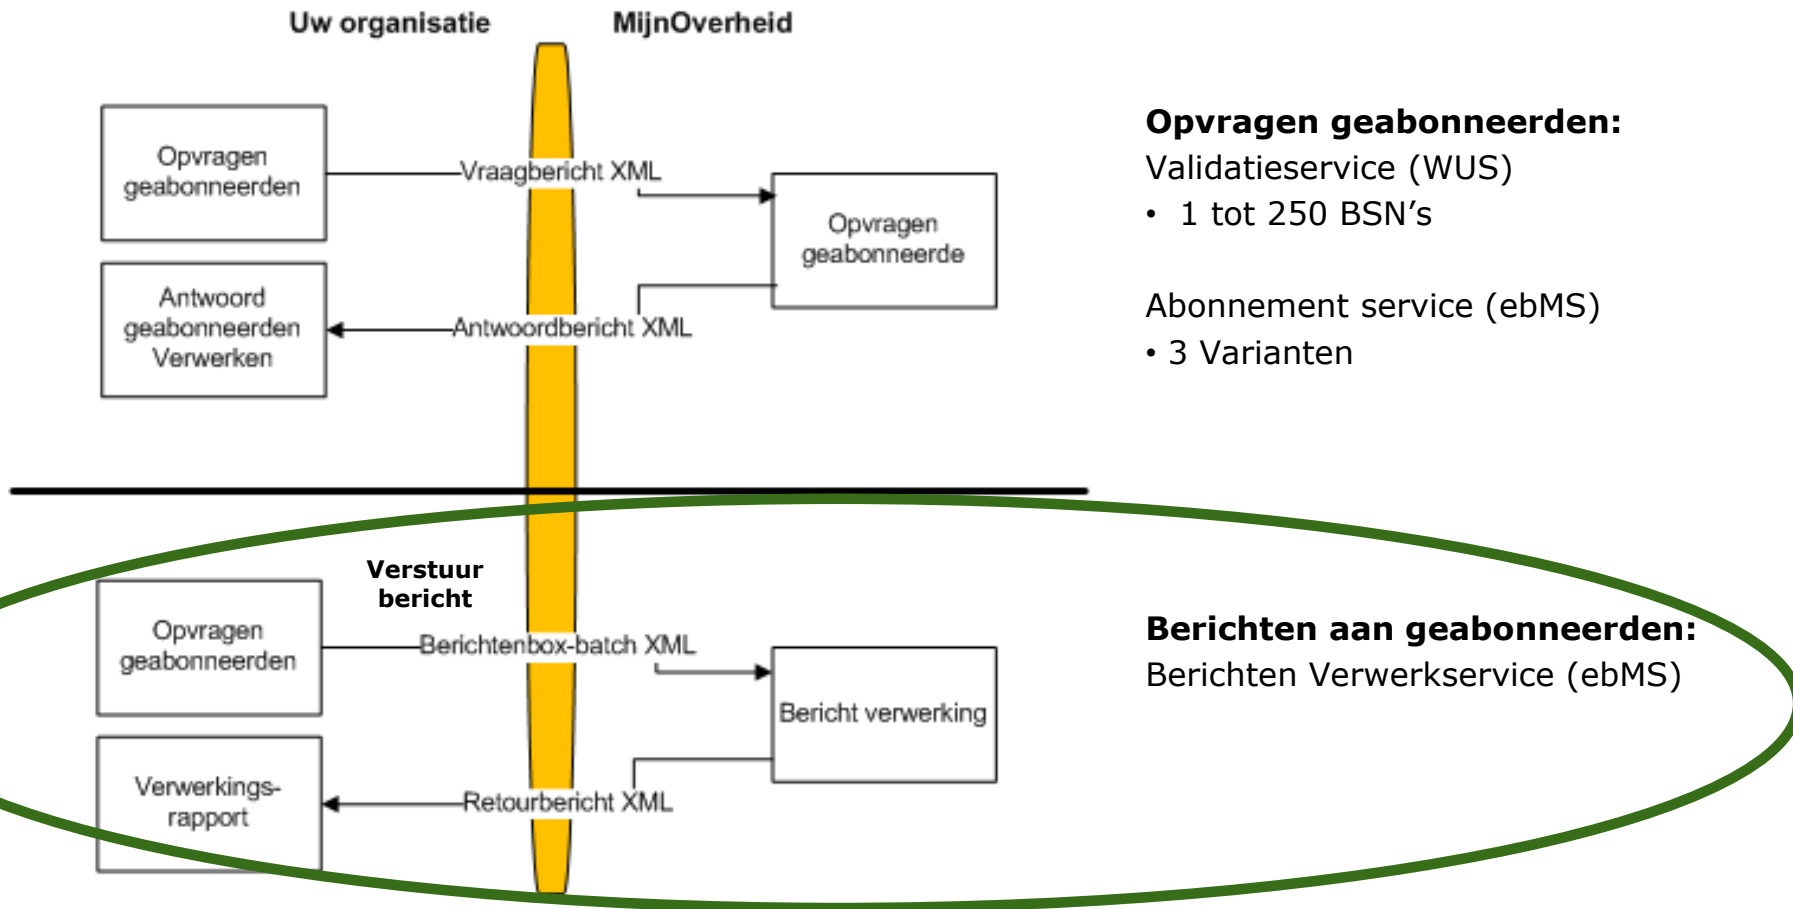 Uw organisatie
MijnOverheid
Opvragen
geabonneerden
Vraagbericht XML
Opvragen
geabonneerde
Antwoord
geabonneerden
Verwerken
Antwoordbericht XML
Opvragen geabonneerden:
Validatieservice (WUS)
• 1 tot 250 BSN’s
Abonnement service (ebMS)
• 3 Varianten
Verstuur
bericht
Opvragen
geabonneerden
Berichtenbox-batch XML
Bericht verwerking
Verwerkings-
rapport
Retourbericht XML
Berichten aan geabonneerden:
Berichten Verwerkservice (ebMS)